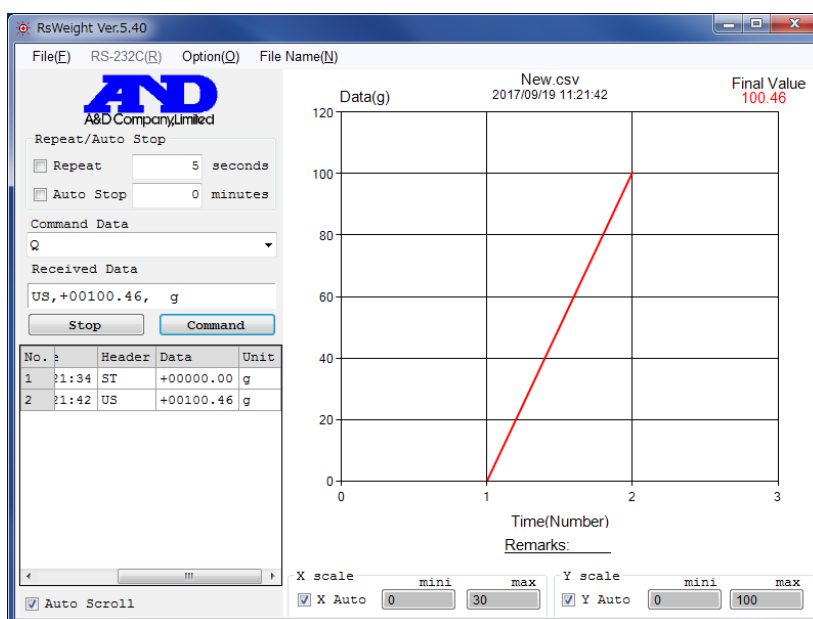 RsWeight Ver.5.40
File(F) RS-232C(R) Option(O) File Name(N)
AND
A&D Company,Limited
Repeat/Auto Stop
Repeat 5 seconds
Auto Stop 0 minutes
Command Data
Q
Received Data
US,+00100.46, g
Stop Command
No. Header Data Unit
1 21:34 ST +00000.00 g
2 21:42 US +00100.46 g
Auto Scroll
New.csv
Data(g) 2017/09/19 11:21:42
Final Value
100.46
120
100
80
60
40
20
0
0 1 2 3
Time(Number)
Remarks:
X scale mini max
X Auto 0 30
Y scale mini max
Y Auto 0 100